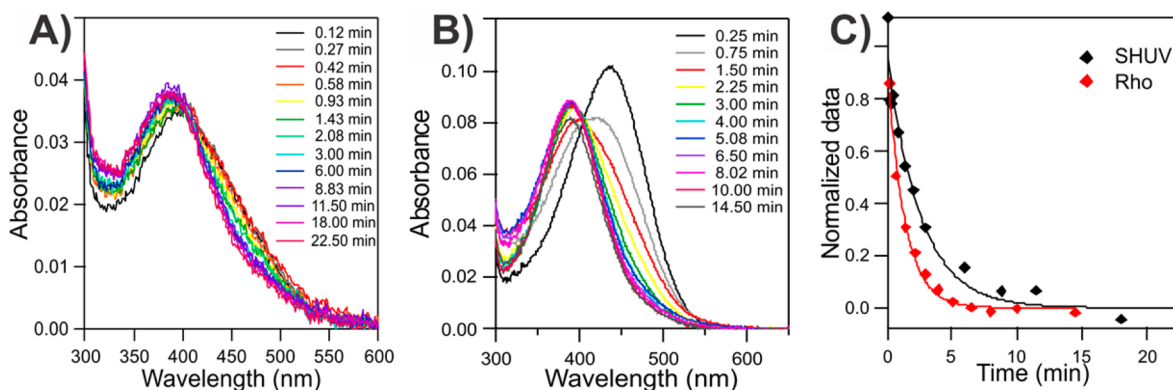 A)
0.12 min
0.27 min
0.42 min
0.58 min
0.93 min
1.43 min
2.08 min
3.00 min
6.00 min
8.83 min
11.50 min
18.00 min
22.50 min
0.04
0.03
0.02
0.01
0.00
Absorbance
300 350 400 450 500 550 600
Wavelength (nm)
B)
0.25 min
0.75 min
1.50 min
2.25 min
3.00 min
4.00 min
5.08 min
6.50 min
8.02 min
10.00 min
14.50 min
0.10
0.08
0.06
0.04
0.02
0.00
Absorbance
300 400 500 600
Wavelength (nm)
C)
SHUV
Rho
0.8
0.6
0.4
0.2
0.0
Normalized data
0 5 10 15 20
Time (min)